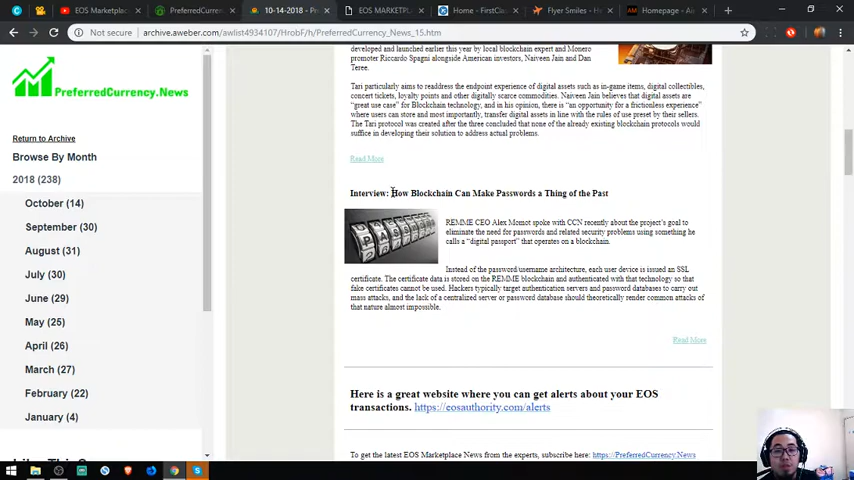 EOS Marketplac
PreferredCurren
10-14-2018 - Pre
EOS MARKETPL
Home - FirstClas
Flyer Smiles -
Homepage - Au
Not secure
archive.aweber.com/awlist4934107/HrobF/h/PreferredCurrency_News_15.htm
PreferredCurrency.News
Return to Archive
Browse By Month
2018 (238)
October (14)
September (30)
August (31)
July (30)
June (29)
May (25)
April (26)
March (27)
February (22)
January (4)
developed and launched earlier this year by local blockchain expert and Monero
promoter Riccardo Spagni alongside American investors, Naiveen Jain and Dan
Teree.
Tari particularly aims to readdress the endpoint experience of digital assets such as in-game items, digital collectibles,
concert tickets, loyalty points and other digitally scarce commodities. Naiveen Jain believes that digital assets are
“great use case” for Blockchain technology, and in his opinion, there is “an opportunity for a frictionless experience”
where users can store and most importantly, transfer digital assets in line with the rules of use preset by their sellers.
The Tari protocol was created after the three concluded that none of the already existing blockchain protocols would
suffice in developing their solution to address actual problems.
Read More
Interview: How Blockchain Can Make Passwords a Thing of the Past
REMME CEO Alex Momot spoke with CCN recently about the project’s goal to
eliminate the need for passwords and related security problems using something he
calls a “digital passport” that operates on a blockchain.
Instead of the password/username architecture, each user device is issued an SSL
certificate. The certificate data is stored on the REMME blockchain and authenticated with that technology so that
fake certificates cannot be used. Hackers typically target authentication servers and password databases to carry out
mass attacks, and the lack of a centralized server or password database should theoretically render common attacks of
that nature almost impossible.
Read More
Here is a great website where you can get alerts about your EOS
transactions. https://eosauthority.com/alerts
To get the latest EOS Marketplace News from the experts, subscribe here: https://PreferredCurrency.News